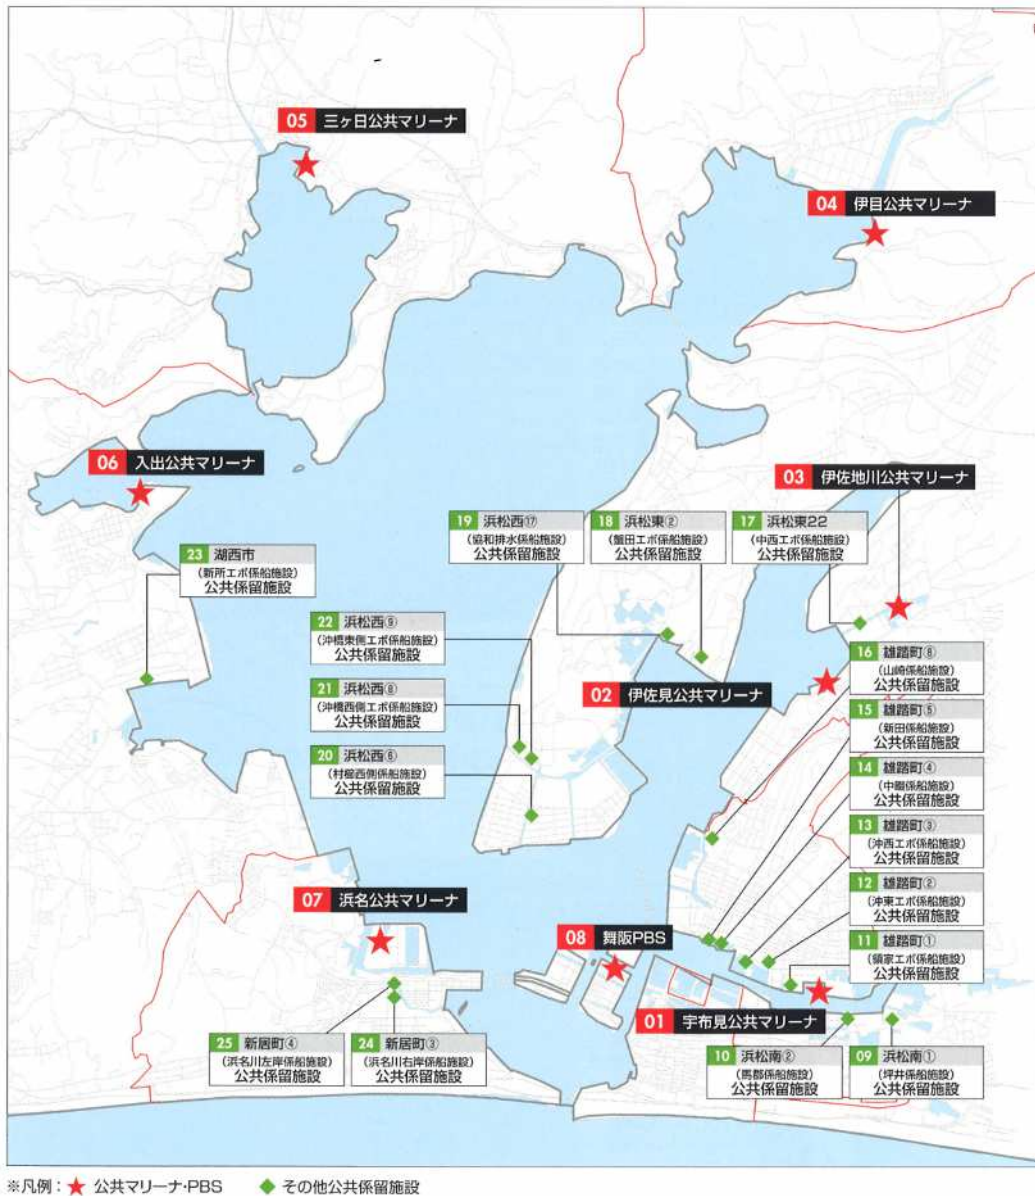 05 三ヶ日公共マリーナ
04 伊目公共マリーナ
06 入出公共マリーナ
03 伊佐地川公共マリーナ
19 浜松西⑰
(協和排水係船施設)
公共係留施設
18 浜松東②
(蟹田エボ係船施設)
公共係留施設
17 浜松東22
(中西エボ係船施設)
公共係留施設
23 湖西市
(新所エボ係船施設)
公共係留施設
22 浜松西⑨
(沖橋東側エボ係船施設)
公共係留施設
21 浜松西⑧
(沖橋西側エボ係船施設)
公共係留施設
20 浜松西⑥
(村櫛西側係船施設)
公共係留施設
02 伊佐見公共マリーナ
16 雄踏町⑧
(山崎係船施設)
公共係留施設
15 雄踏町⑤
(新田係船施設)
公共係留施設
14 雄踏町④
(中棚係船施設)
公共係留施設
13 雄踏町③
(沖西エボ係船施設)
公共係留施設
12 雄踏町②
(沖東エボ係船施設)
公共係留施設
11 雄踏町①
(領家エボ係船施設)
公共係留施設
07 浜名公共マリーナ
08 舞阪PBS
01 宇布見公共マリーナ
25 新居町④
(浜名川左岸係船施設)
公共係留施設
24 新居町③
(浜名川右岸係船施設)
公共係留施設
10 浜松南②
(馬郡係船施設)
公共係留施設
09 浜松南①
(坪井係船施設)
公共係留施設
※凡例：★ 公共マリーナ・PBS ◆ その他公共係留施設